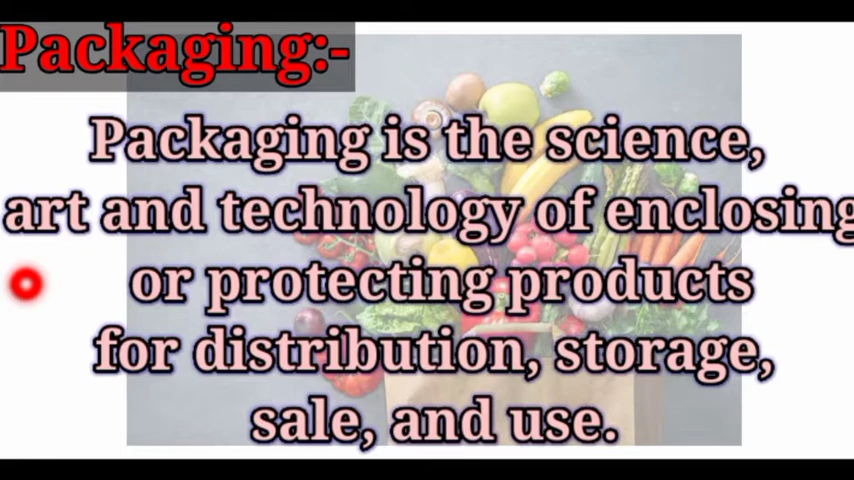 Packaging:-
Packaging is the science,
art and technology of enclosing
or protecting products
for distribution, storage,
sale, and use.